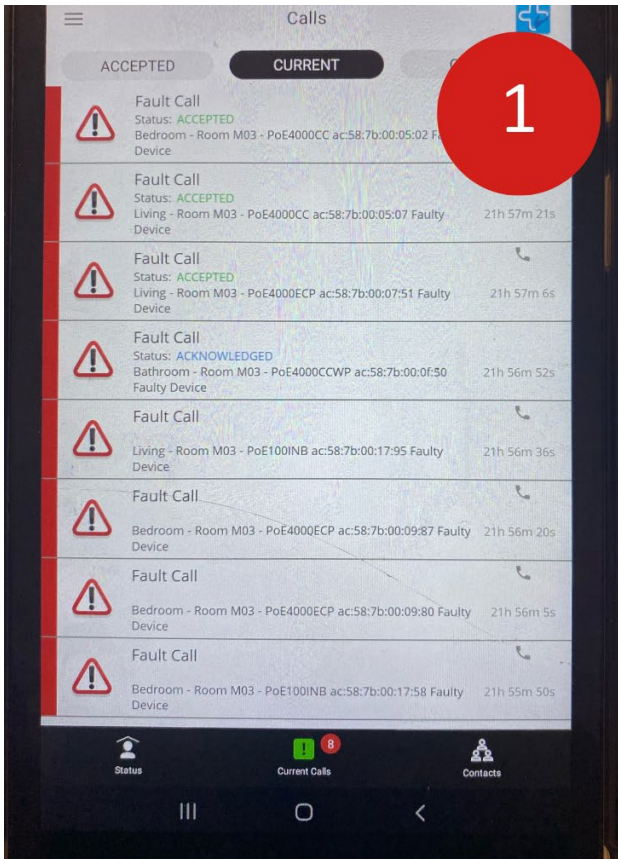 Calls
ACCEPTED
CURRENT
1
Fault Call
Status: ACCEPTED
Bedroom - Room M03 - PoE4000CC ac:58:7b:00:05:02
Device
Fault Call
Status: ACCEPTED
Living - Room M03 - PoE4000CC ac:58:7b:00:05:07 Faulty
Device
21h 57m 21s
Fault Call
Status: ACCEPTED
Living - Room M03 - PoE4000ECP ac:58:7b:00:07:51 Faulty
Device
21h 57m 6s
Fault Call
Status: ACKNOWLEDGED
Bathroom - Room M03 - PoE4000CCWP ac:58:7b:00:0f:50
Faulty Device
21h 56m 52s
Fault Call
Living - Room M03 - PoE100INB ac:58:7b:00:17:95 Faulty
Device
21h 56m 36s
Fault Call
Bedroom - Room M03 - PoE4000ECP ac:58:7b:00:09:87 Faulty
Device
21h 56m 20s
Fault Call
Bedroom - Room M03 - PoE4000ECP ac:58:7b:00:09:80 Faulty
Device
21h 56m 5s
Fault Call
Bedroom - Room M03 - PoE100INB ac:58:7b:00:17:58 Faulty
Device
21h 55m 50s
8
Status
Current Calls
Contacts